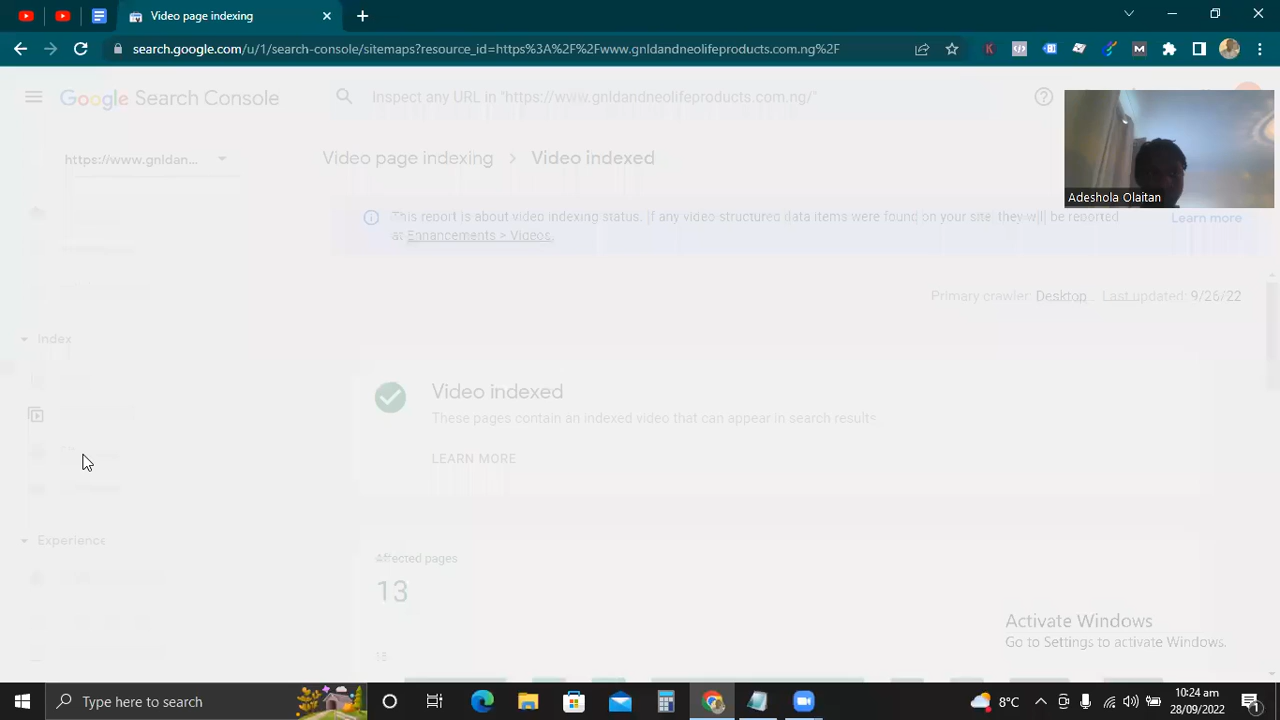 Video page indexing
search.google.com/u/1/search-console/sitemaps?resource_id=https%3A%2F%2Fwww.gnldandneolifeproducts.com.ng%2F
Google Search Console
Inspect any URL in "https://www.gnldandneolifeproducts.com.ng/"
https://www.gnldan...
Video page indexing > Video indexed
Adeshola Olaitan
This report is about video indexing status. If any video structured data items were found on your site, they will be reported
at Enhancements > Videos.
Learn more
Primary crawler: Desktop
Last updated: 9/26/22
Index
Video indexed
These pages contain an indexed video that can appear in search results
LEARN MORE
Experience
Affected pages
13
15
Activate Windows
Go to Settings to activate Windows.
Type here to search
8°C
10:24 am
28/09/2022
1